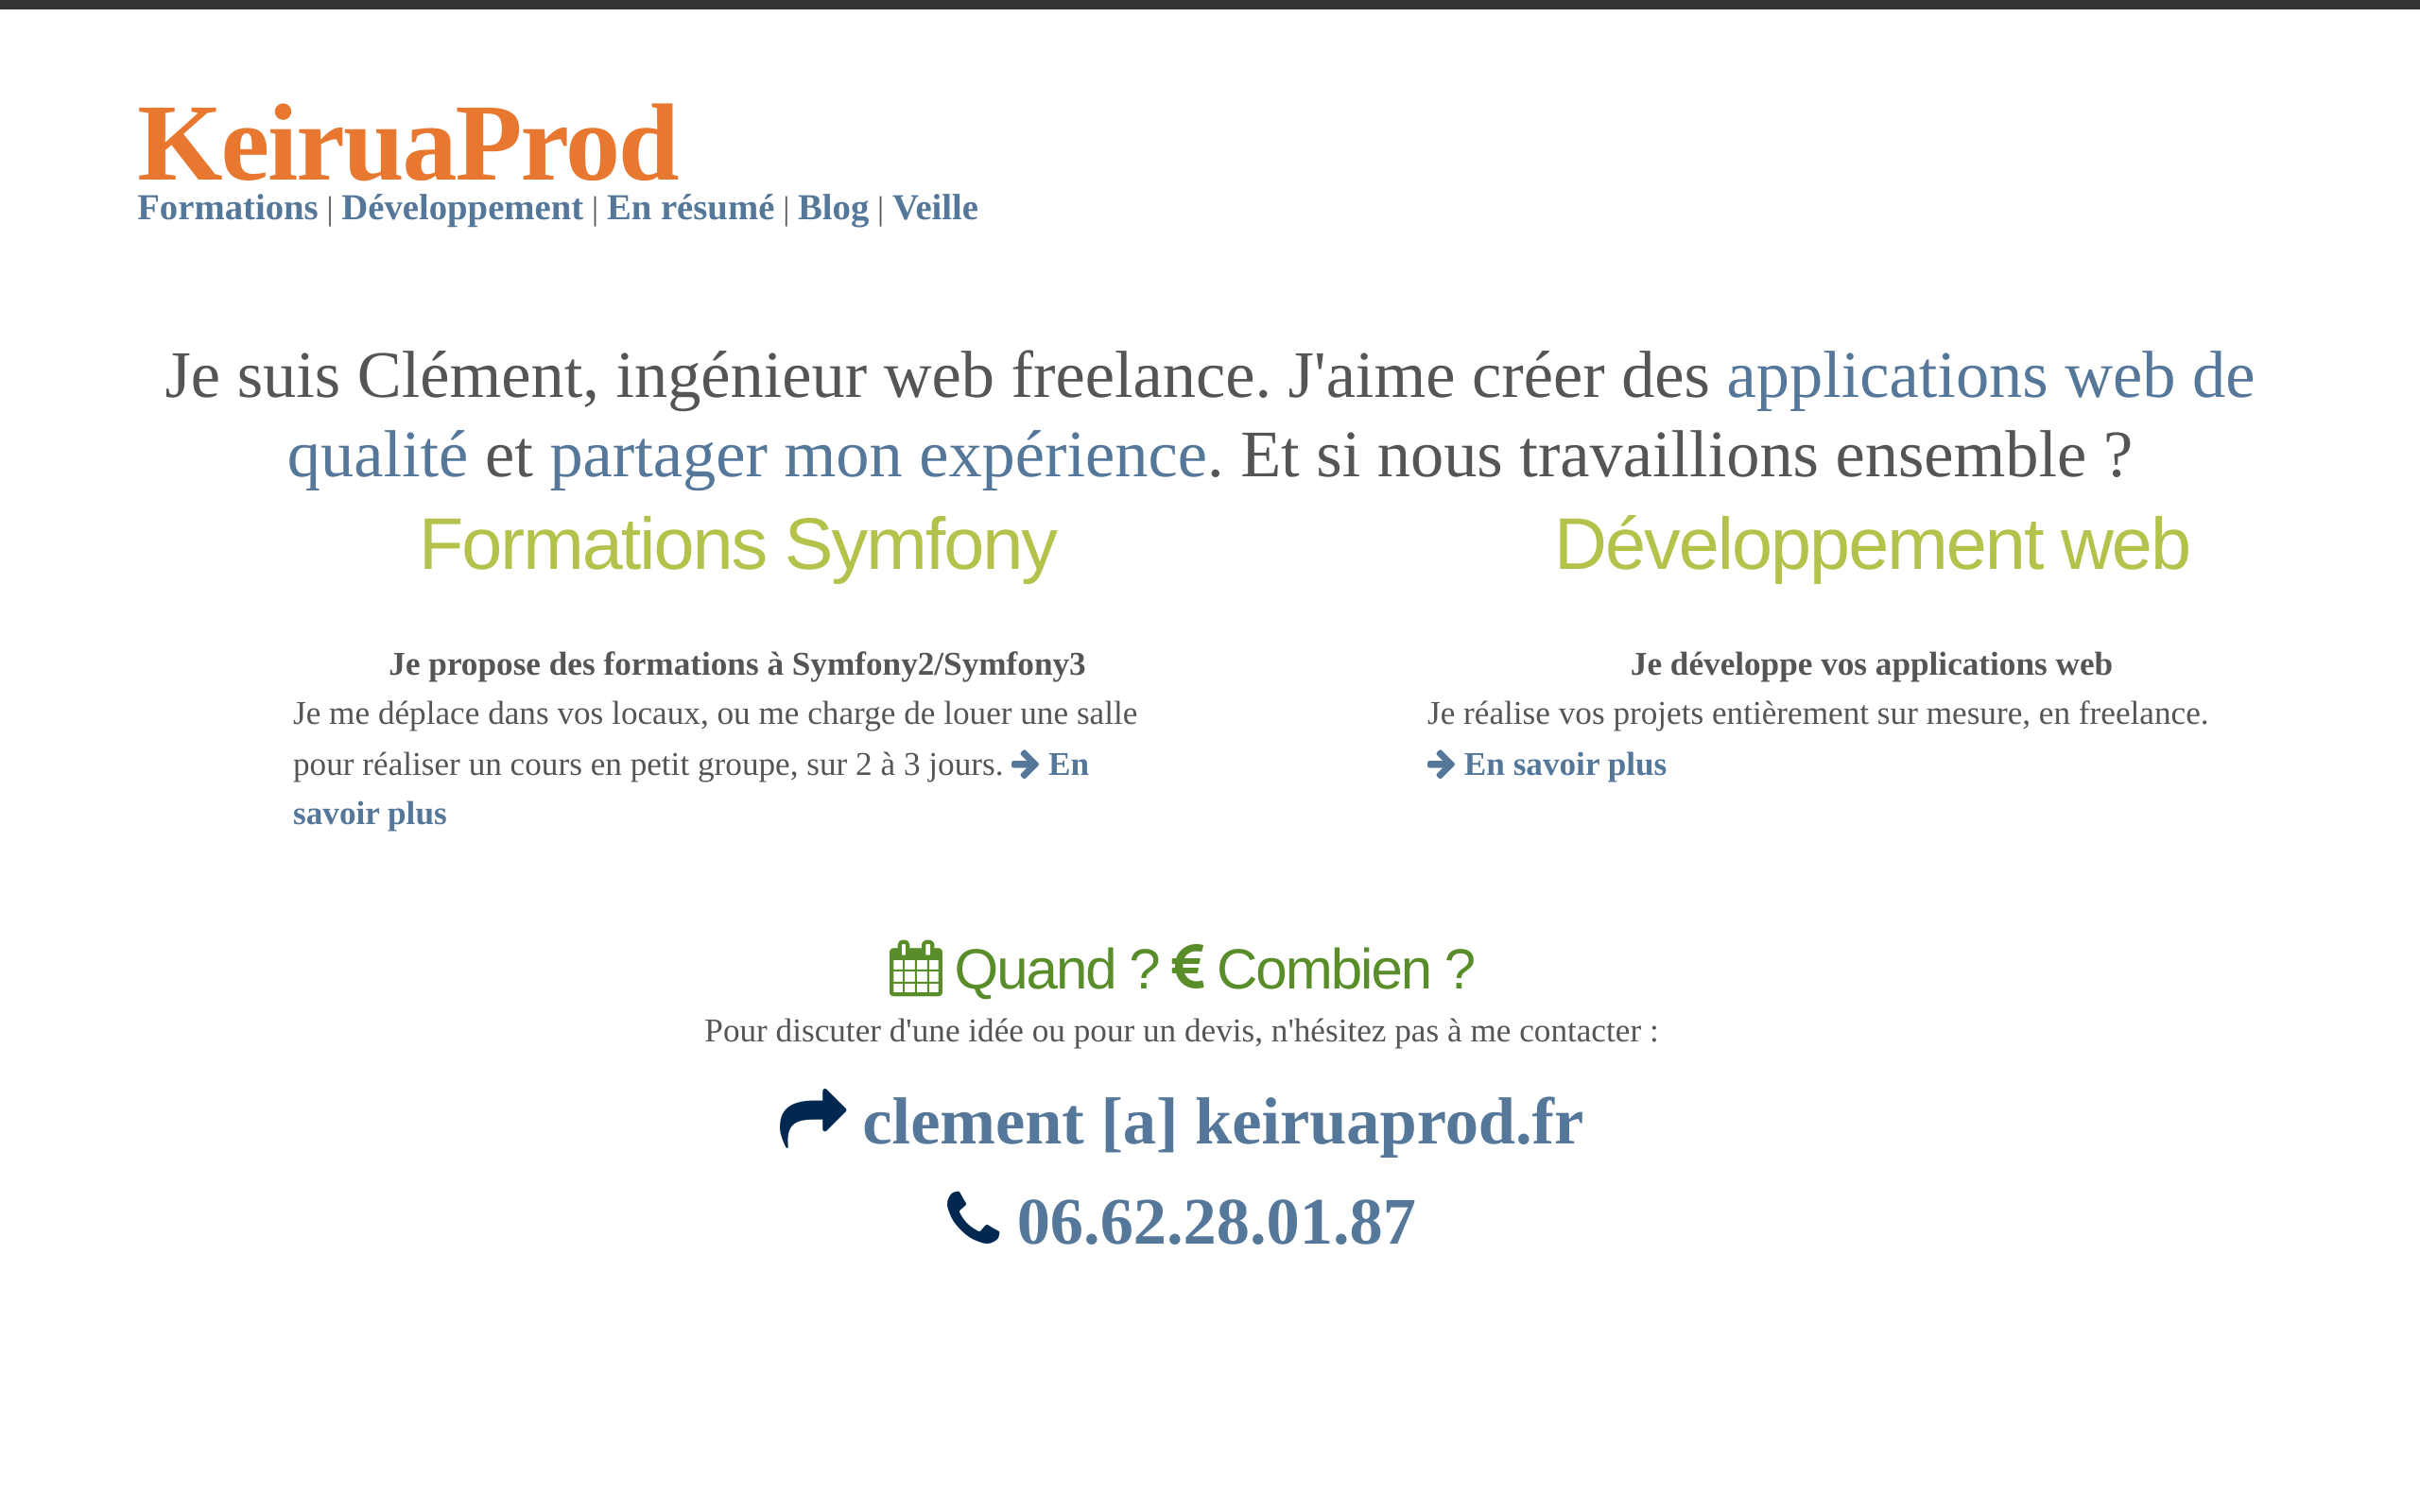 KeiruaProd
Formations | Développement | En résumé | Blog | Veille
Je suis Clément, ingénieur web freelance. J'aime créer des applications web de
qualité et partager mon expérience. Et si nous travaillions ensemble ?
Formations Symfony
Je propose des formations à Symfony2/Symfony3
Je me déplace dans vos locaux, ou me charge de louer une salle
pour réaliser un cours en petit groupe, sur 2 à 3 jours. En
savoir plus
Développement web
Je développe vos applications web
Je réalise vos projets entièrement sur mesure, en freelance.
En savoir plus
Quand ? € Combien ?
Pour discuter d'une idée ou pour un devis, n'hésitez pas à me contacter :
clement [a] keiruaprod.fr
06.62.28.01.87